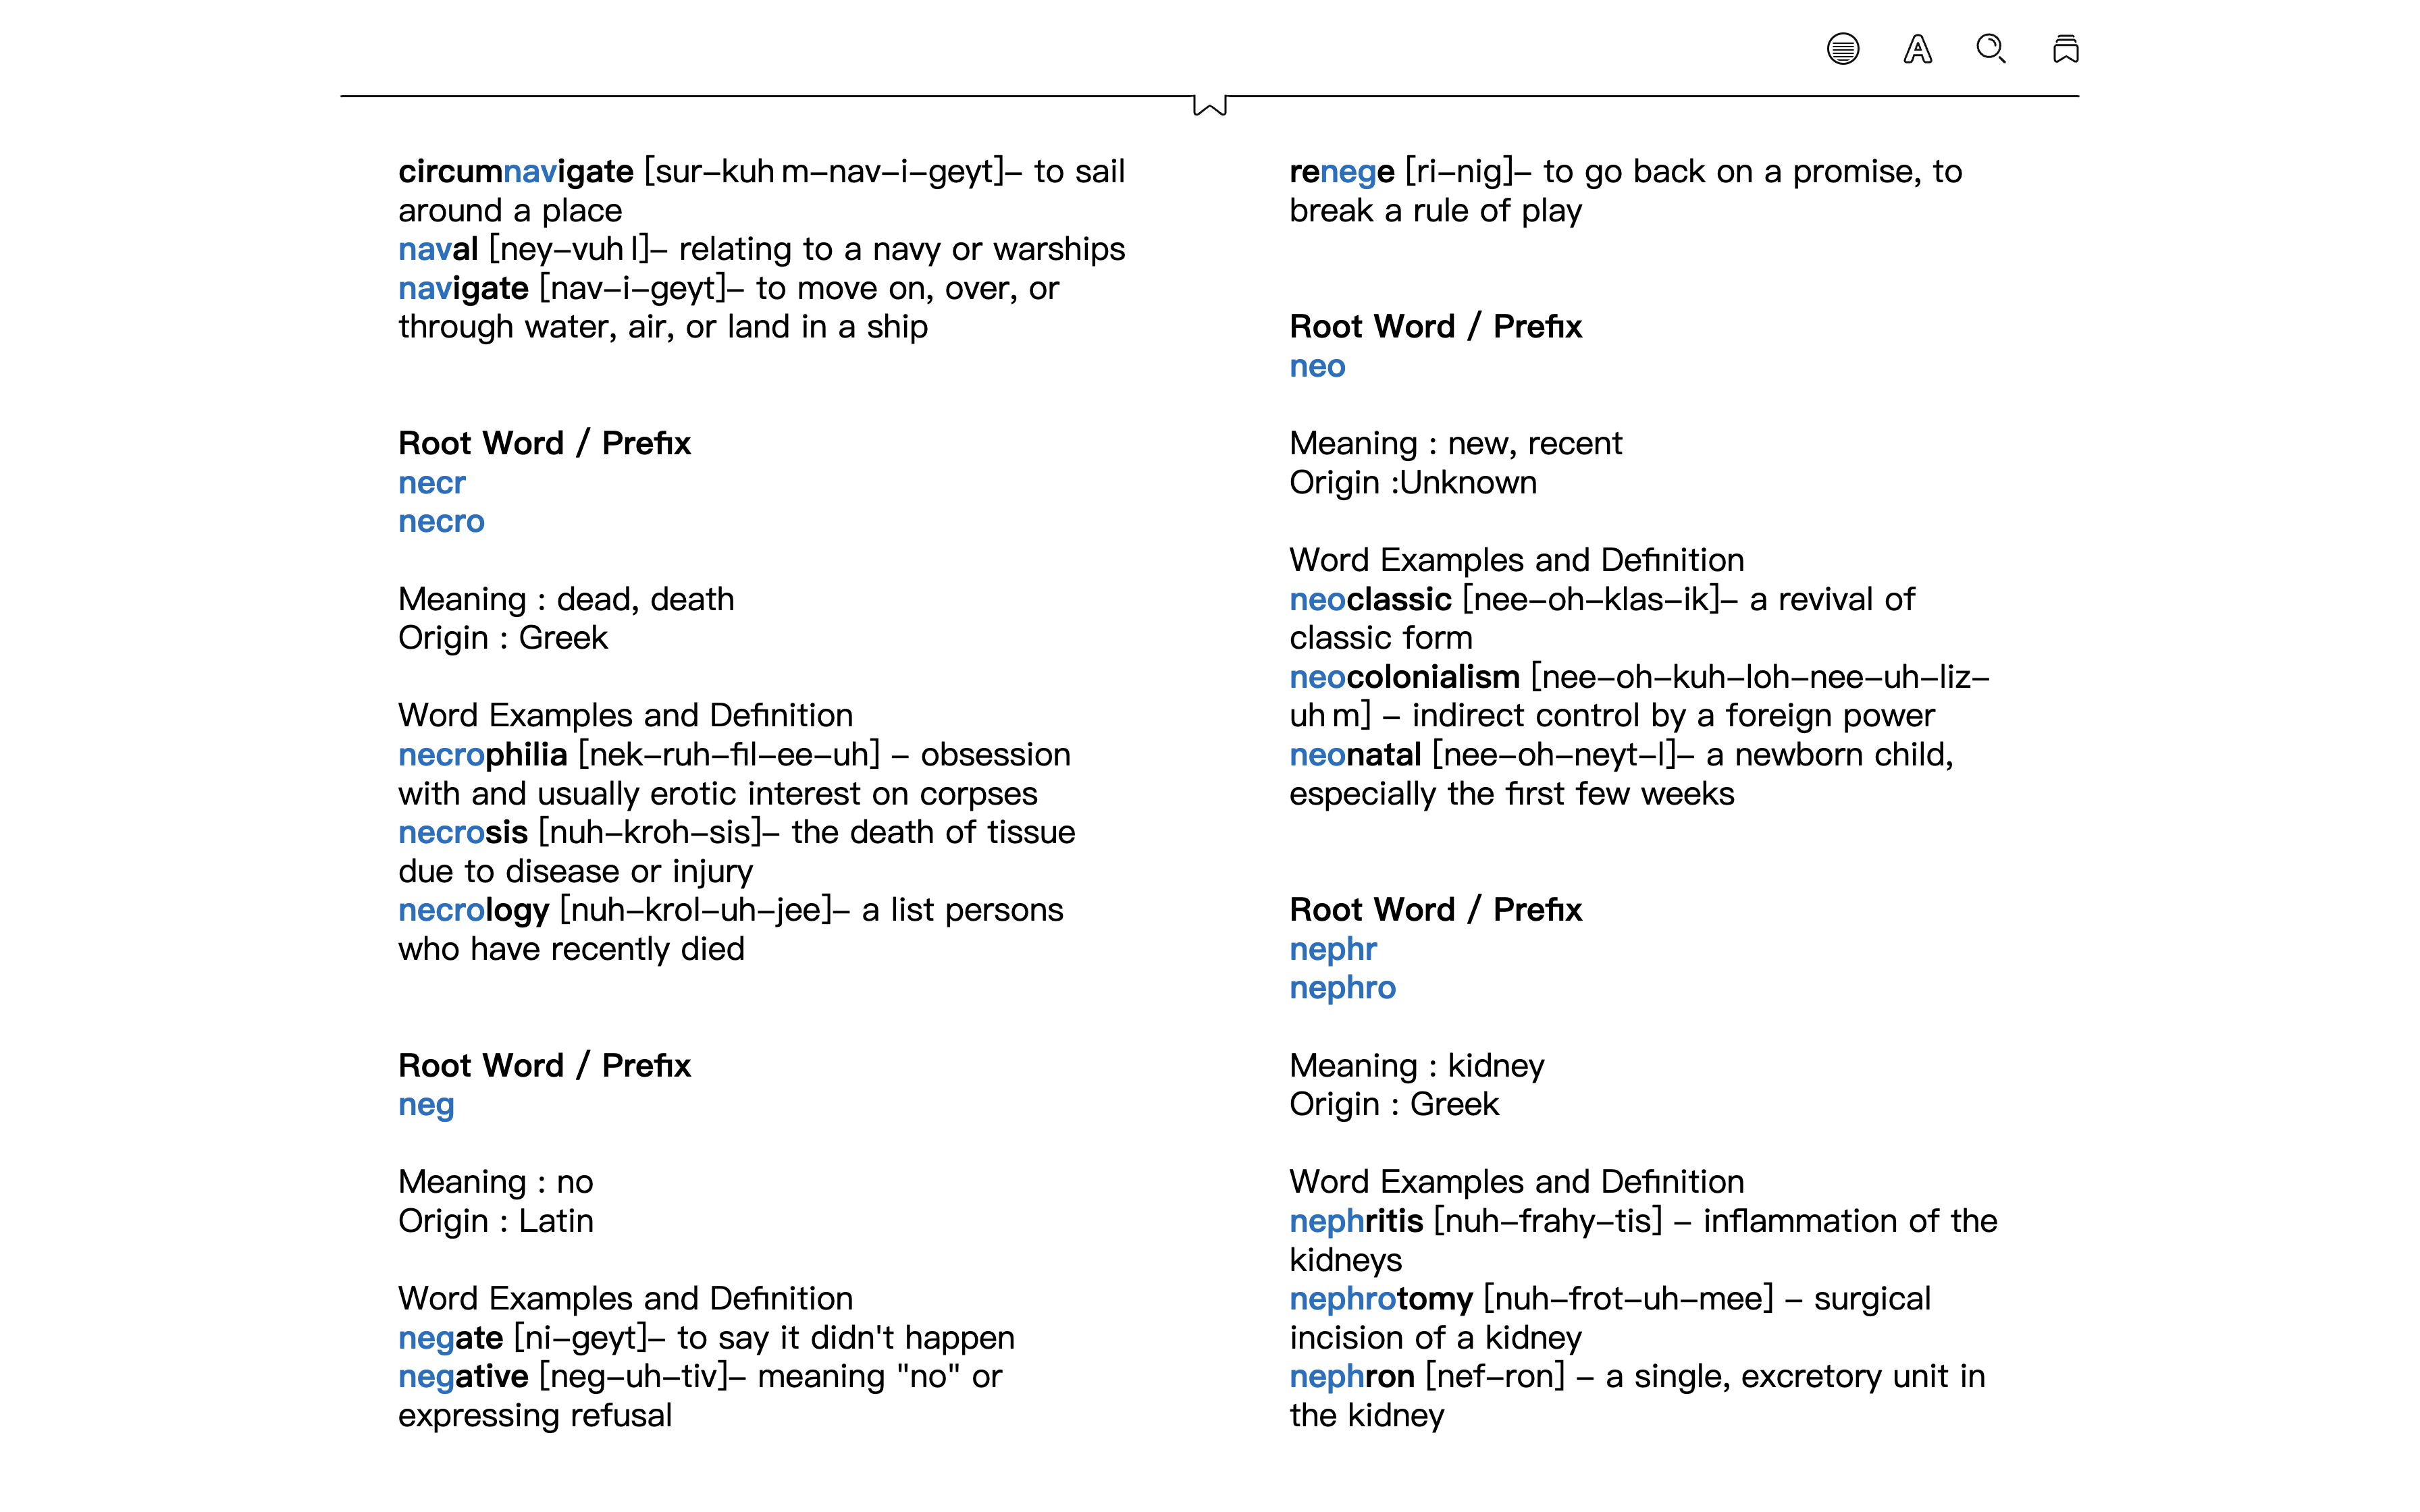 circumnavigate [sur–kuh m–nav–i–geyt]– to sail
around a place
naval [ney–vuh l]– relating to a navy or warships
navigate [nav–i–geyt]– to move on, over, or
through water, air, or land in a ship
Root Word / Prefix
necr
necro
Meaning : dead, death
Origin : Greek
Word Examples and Definition
necrophilia [nek–ruh–fil–ee–uh] – obsession
with and usually erotic interest on corpses
necrosis [nuh–kroh–sis]– the death of tissue
due to disease or injury
necrology [nuh–krol–uh–jee]– a list persons
who have recently died
Root Word / Prefix
neg
Meaning : no
Origin : Latin
Word Examples and Definition
negate [ni–geyt]– to say it didn't happen
negative [neg–uh–tiv]– meaning "no" or
expressing refusal
renege [ri–nig]– to go back on a promise, to
break a rule of play
Root Word / Prefix
neo
Meaning : new, recent
Origin :Unknown
Word Examples and Definition
neoclassic [nee–oh–klas–ik]– a revival of
classic form
neocolonialism [nee–oh–kuh–loh–nee–uh–liz–
uh m] – indirect control by a foreign power
neonatal [nee–oh–neyt–l]– a newborn child,
especially the first few weeks
Root Word / Prefix
nephr
nephro
Meaning : kidney
Origin : Greek
Word Examples and Definition
nephritis [nuh–frahy–tis] – inflammation of the
kidneys
nephrotomy [nuh–frot–uh–mee] – surgical
incision of a kidney
nephron [nef–ron] – a single, excretory unit in
the kidney